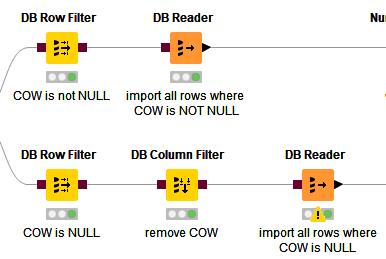 DB Row Filter
DB Reader
Nu
COW is not NULL
import all rows where
COW is NOT NULL
DB Row Filter
DB Column Filter
DB Reader
COW is NULL
remove COW
import all rows where
COW is NULL